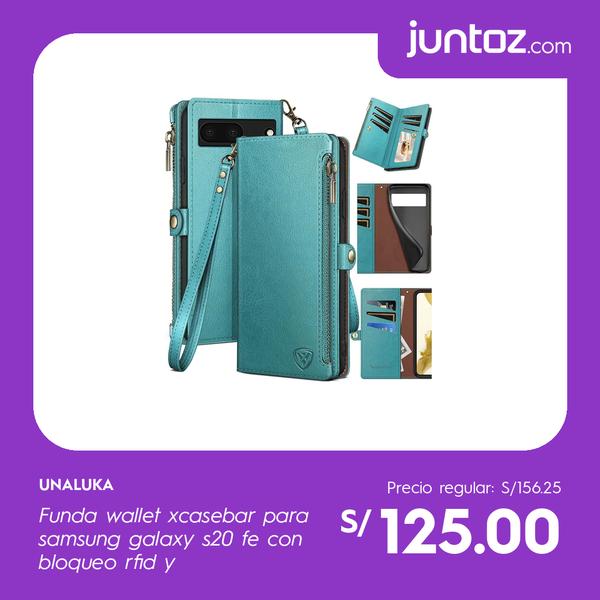 juntoz.com
UNALUKA
Funda wallet xcasebar para
samsung galaxy s20 fe con
bloqueo rfid y
Precio regular: S/156.25
S/125.00